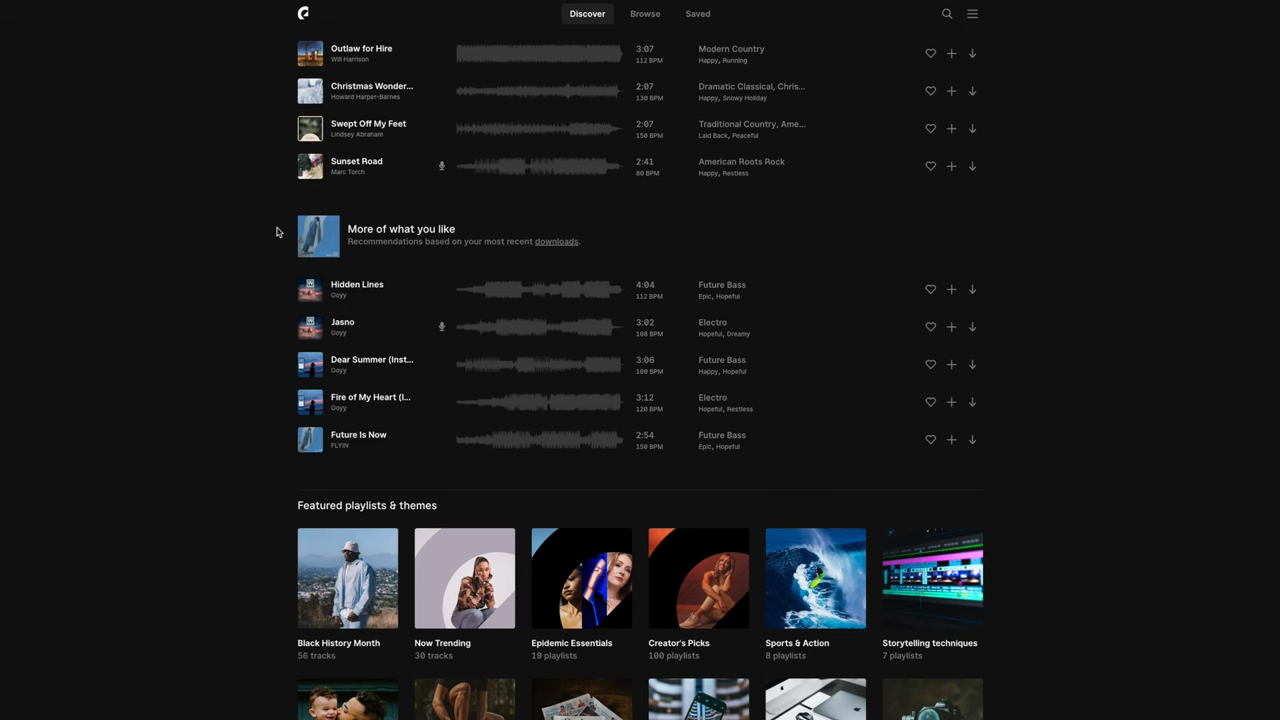 Discover Browse Saved
Outlaw for Hire 3:07 Modern Country
Will Harrison 112 BPM Happy, Running
Christmas Wonder... 2:07 Dramatic Classical, Chris...
Howard Harper-Barnes 130 BPM Happy, Snowy Holiday
Swept Off My Feet 2:07 Traditional Country, Ame...
Lindsey Abraham 150 BPM Laid Back, Peaceful
Sunset Road 2:41 American Roots Rock
Marc Torch 80 BPM Happy, Restless
More of what you like
Recommendations based on your most recent downloads.
Hidden Lines 4:04 Future Bass
Ooyy 112 BPM Epic, Hopeful
Jasno 3:02 Electro
Ooyy 108 BPM Hopeful, Dreamy
Dear Summer (Inst... 3:06 Future Bass
Ooyy 100 BPM Happy, Hopeful
Fire of My Heart (I... 3:12 Electro
Ooyy 120 BPM Hopeful, Restless
Future Is Now 2:54 Future Bass
FLYIN 150 BPM Epic, Hopeful
Featured playlists & themes
Black History Month Now Trending Epidemic Essentials Creator's Picks Sports & Action Storytelling techniques
56 tracks 30 tracks 19 playlists 100 playlists 8 playlists 7 playlists